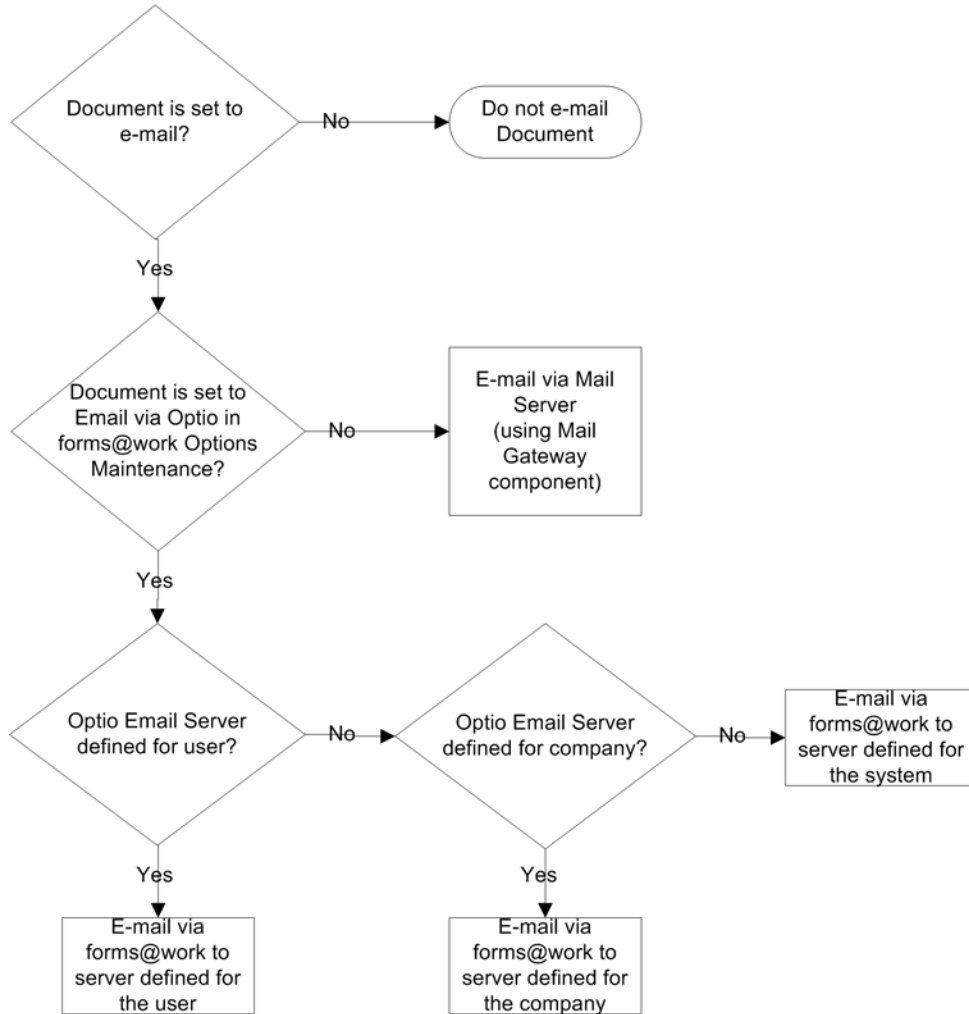 Document is set to
e-mail?
No
Do not e-mail
Document
Yes
Document is set to
Email via Optio in
forms@work Options
Maintenance?
No
E-mail via Mail
Server
(using Mail
Gateway
component)
Yes
Optio Email Server
defined for user?
No
Optio Email Server
defined for company?
No
E-mail via
forms@work to
server defined for
the system
Yes
E-mail via
forms@work to
server defined for
the user
Yes
E-mail via
forms@work to
server defined for
the company